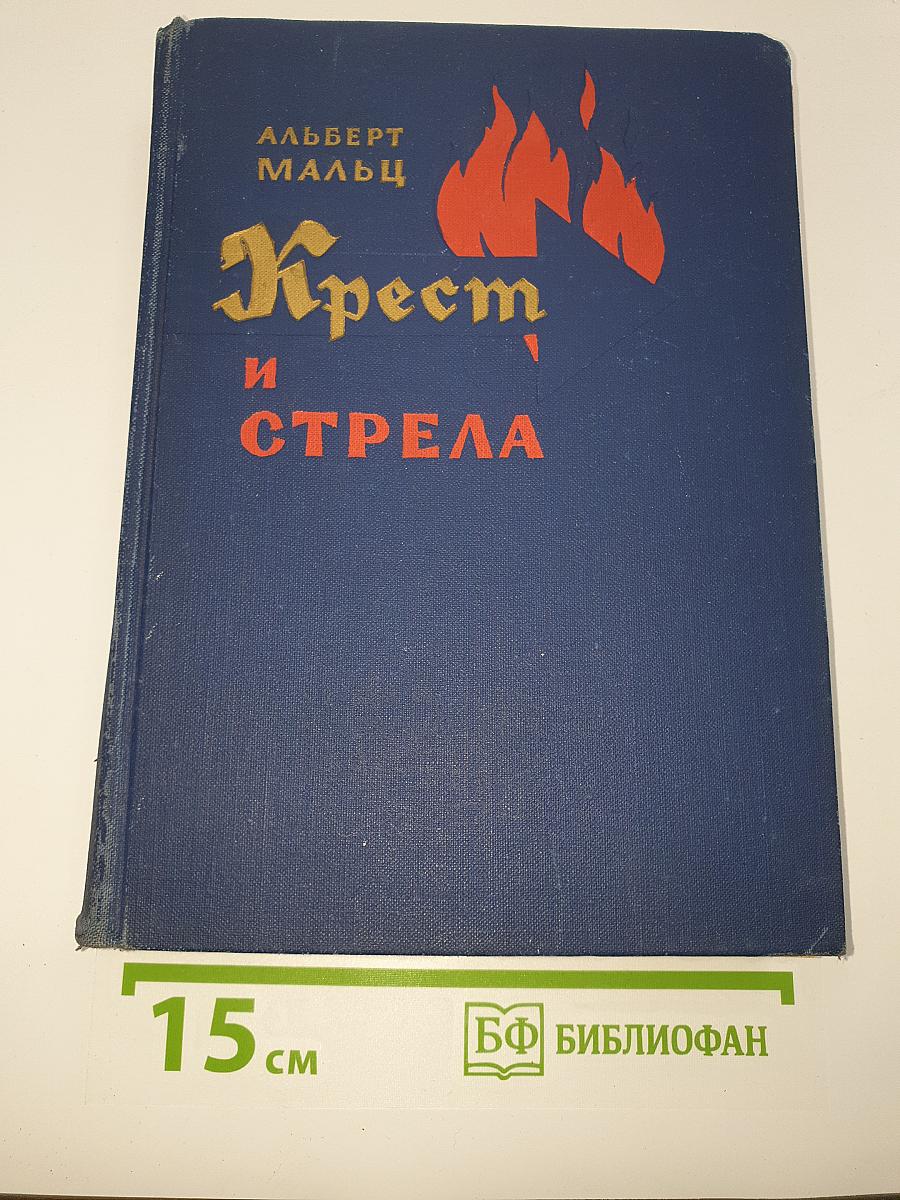 АЛЬБЕРТ
МАЛЬЦ
Крест
и
СТРЕЛА
15 см
БФ БИБЛИОФАН